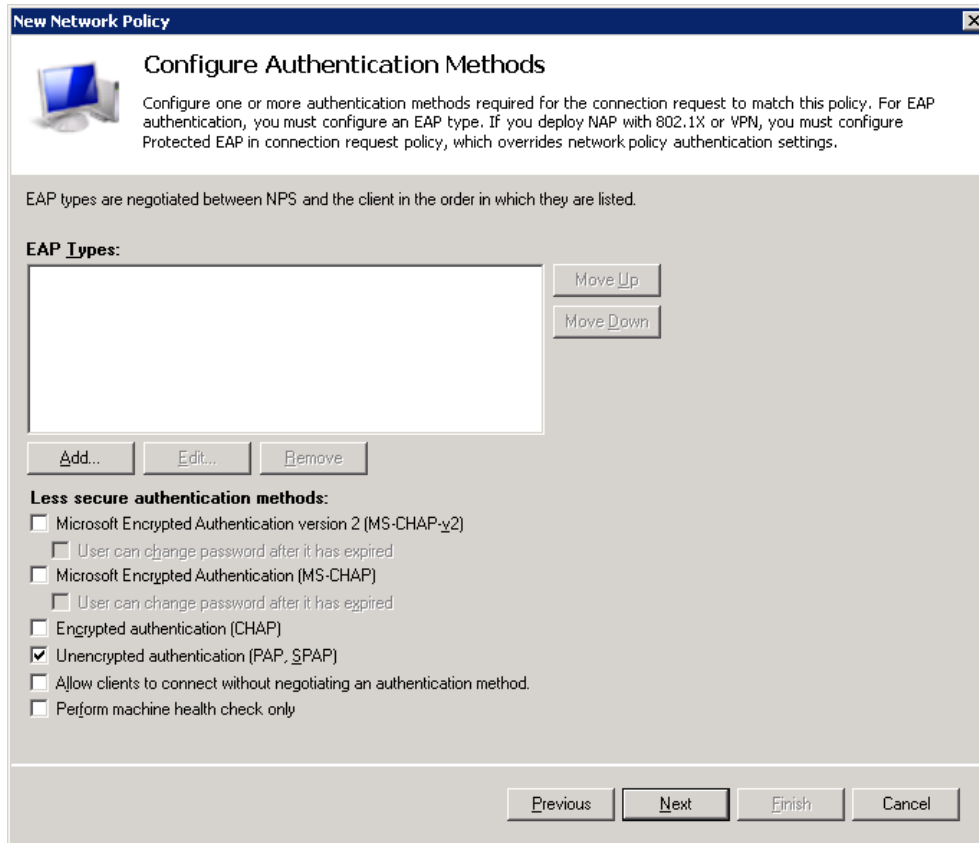 New Network Policy
Configure Authentication Methods
Configure one or more authentication methods required for the connection request to match this policy. For EAP
authentication, you must configure an EAP type. If you deploy NAP with 802.1X or VPN, you must configure
Protected EAP in connection request policy, which overrides network policy authentication settings.
EAP types are negotiated between NPS and the client in the order in which they are listed.
EAP Types:
Move Up
Move Down
Add...
Edit...
Remove
Less secure authentication methods:
Microsoft Encrypted Authentication version 2 (MS-CHAP-v2)
User can change password after it has expired
Microsoft Encrypted Authentication (MS-CHAP)
User can change password after it has expired
Encrypted authentication (CHAP)
Unencrypted authentication (PAP, SPAP)
Allow clients to connect without negotiating an authentication method.
Perform machine health check only
Previous
Next
Finish
Cancel